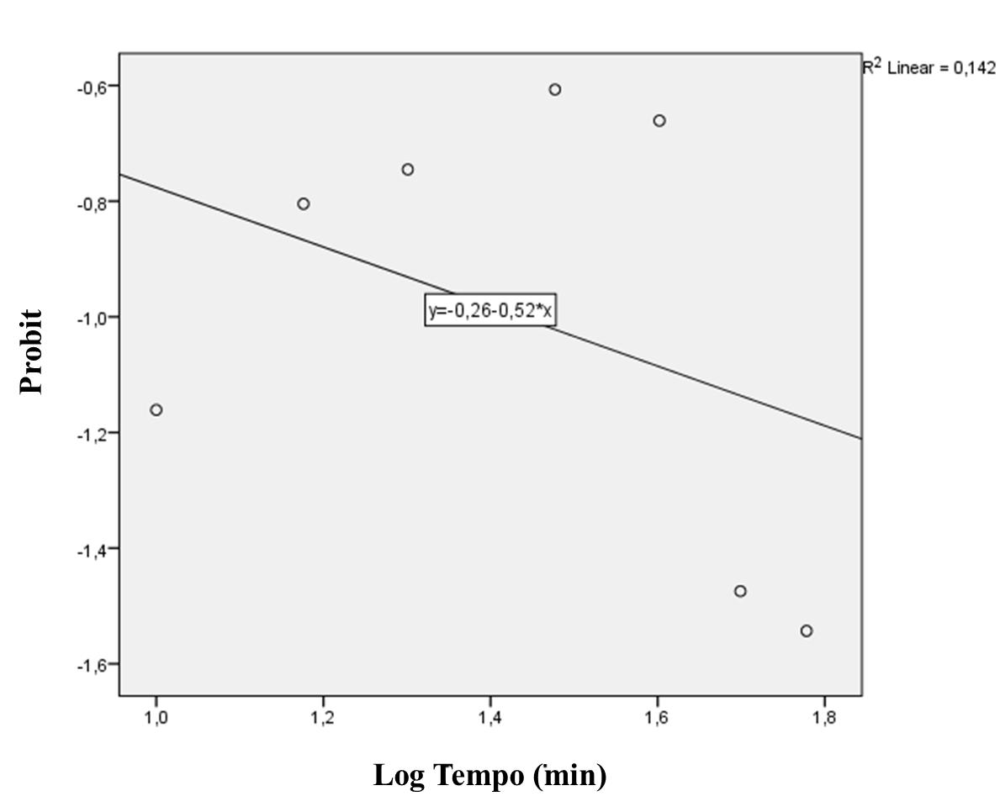 R2 Linear = 0,142
-0,6
-0,8
-1,0
-1,2
-1,4
-1,6
Probit
y=-0,26-0,52*x
1,0 1,2 1,4 1,6 1,8
Log Tempo (min)